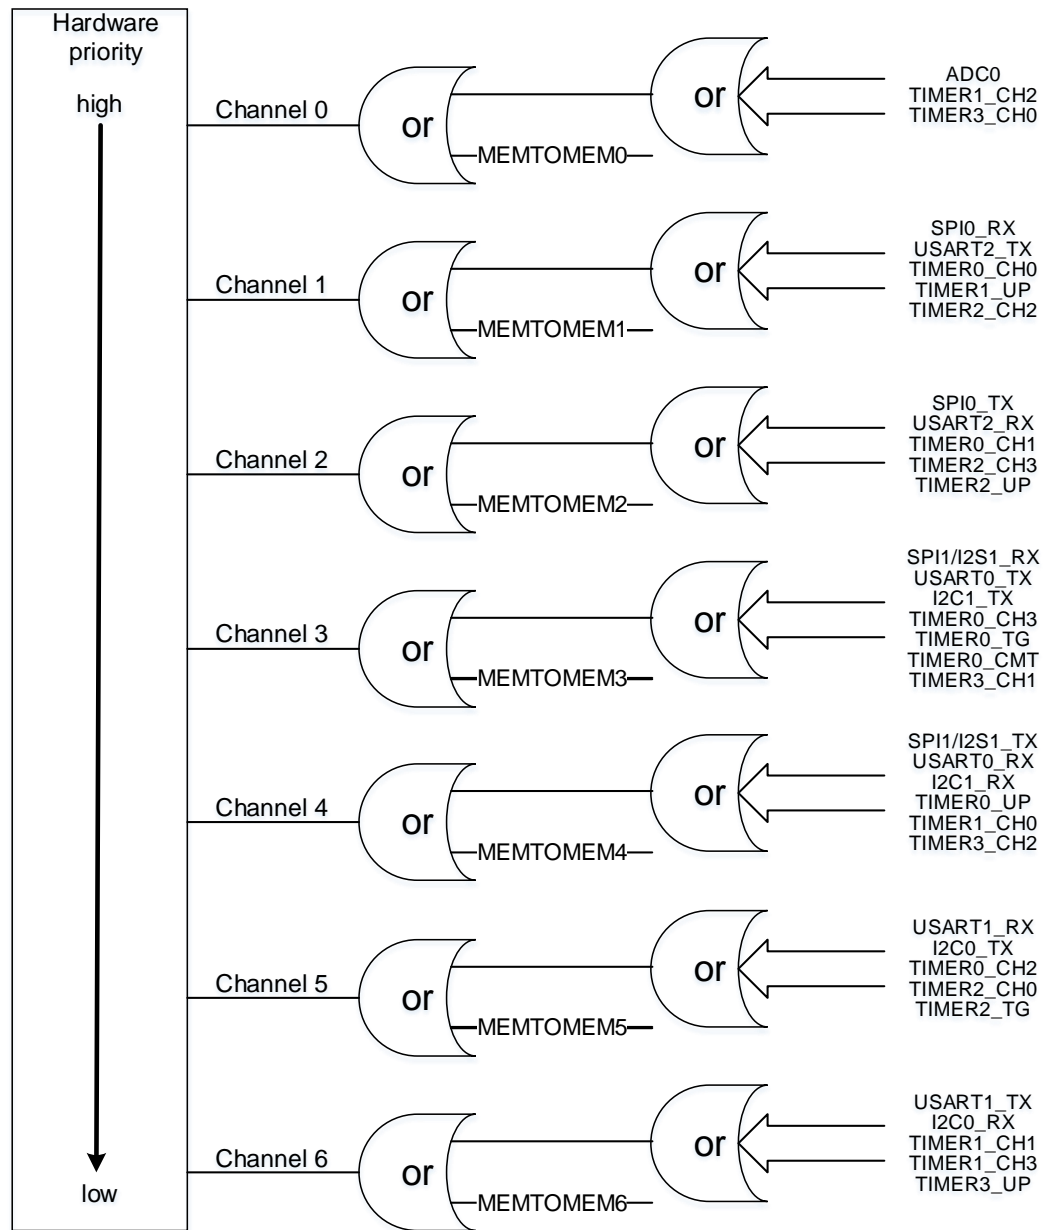 Hardware
priority
high
low
Channel 0
or
MEMTOMEM0
or
ADC0
TIMER1_CH2
TIMER3_CH0
Channel 1
or
MEMTOMEM1
or
SPI0_RX
USART2_TX
TIMER0_CH0
TIMER1_UP
TIMER2_CH2
Channel 2
or
MEMTOMEM2
or
SPI0_TX
USART2_RX
TIMER0_CH1
TIMER2_CH3
TIMER2_UP
Channel 3
or
MEMTOMEM3
or
SPI1/I2S1_RX
USART0_TX
I2C1_TX
TIMER0_CH3
TIMER0_TG
TIMER0_CMT
TIMER3_CH1
Channel 4
or
MEMTOMEM4
or
SPI1/I2S1_TX
USART0_RX
I2C1_RX
TIMER0_UP
TIMER1_CH0
TIMER3_CH2
Channel 5
or
MEMTOMEM5
or
USART1_RX
I2C0_TX
TIMER0_CH2
TIMER2_CH0
TIMER2_TG
Channel 6
or
MEMTOMEM6
or
USART1_TX
I2C0_RX
TIMER1_CH1
TIMER1_CH3
TIMER3_UP